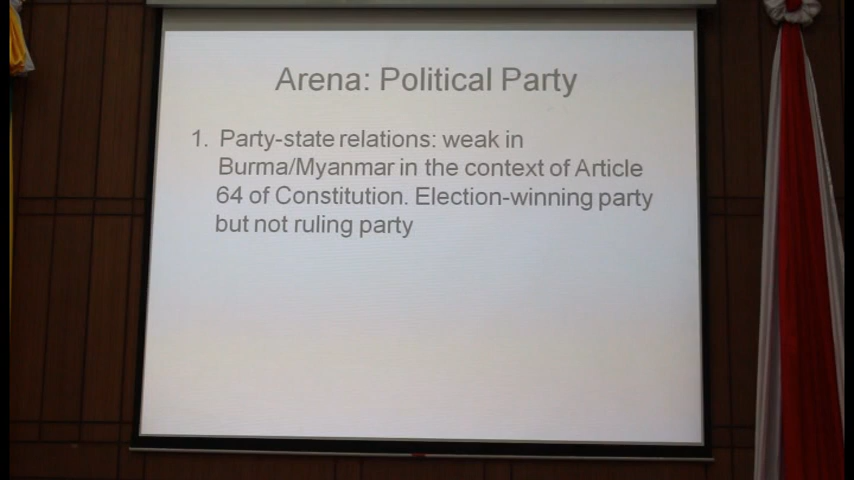 Arena: Political Party
1. Party-state relations: weak in
Burma/Myanmar in the context of Article
64 of Constitution. Election-winning party
but not ruling party